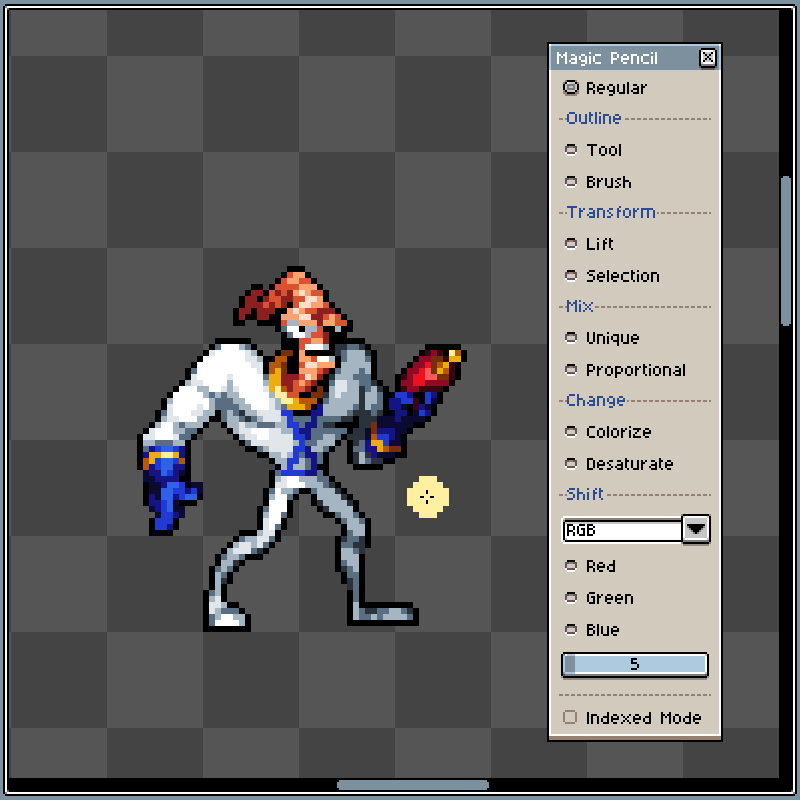 Magic Pencil
Regular
Outline
Tool
Brush
Transform
Lift
Selection
Mix
Unique
Proportional
Change
Colorize
Desaturate
Shift
RGB
Red
Green
Blue
5
Indexed Mode